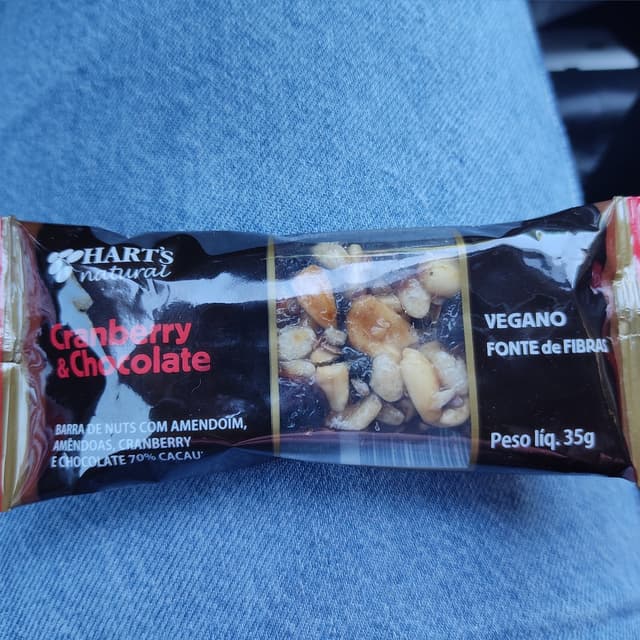 HART'S
natural
Cranberry
& Chocolate
BARRA DE NUTS COM AMENDOIM,
AMÊNDOAS, CRANBERRY
E CHOCOLATE 70% CACAU
VEGANO
FONTE de FIBRAS
Peso líq. 35g